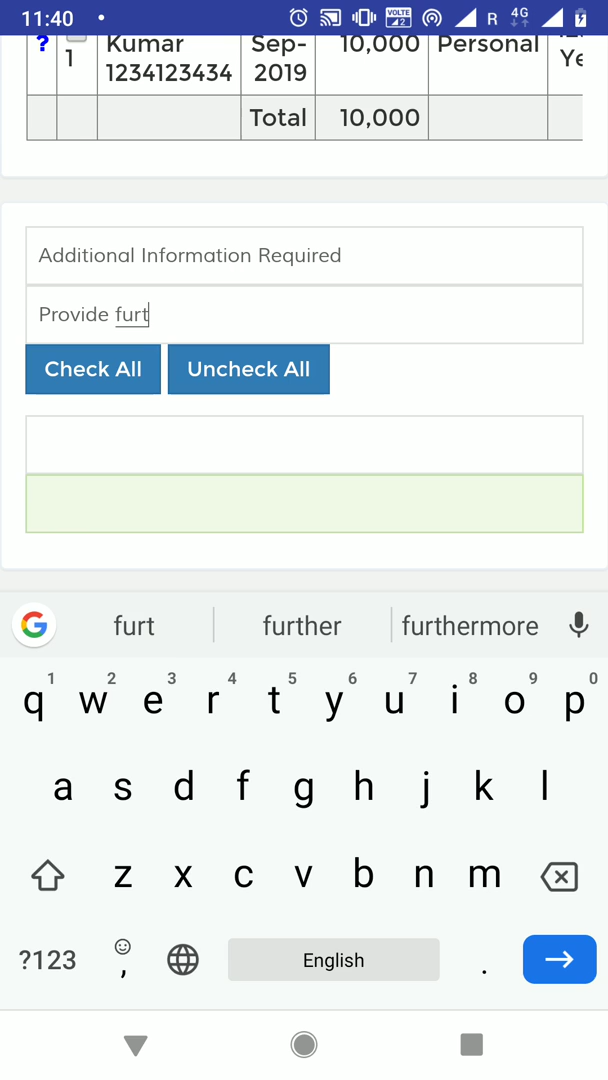 11:40
VOLTE
2
R
4G
?
1
Kumar
1234123434
Sep-
2019
10,000
Personal
Ye
Total
10,000
Additional Information Required
Provide furt
Check All
Uncheck All
furt
further
furthermore
1 2 3 4 5 6 7 8 9 0
q w e r t y u i o p
a s d f g h j k l
z x c v b n m
?123
,
English
.